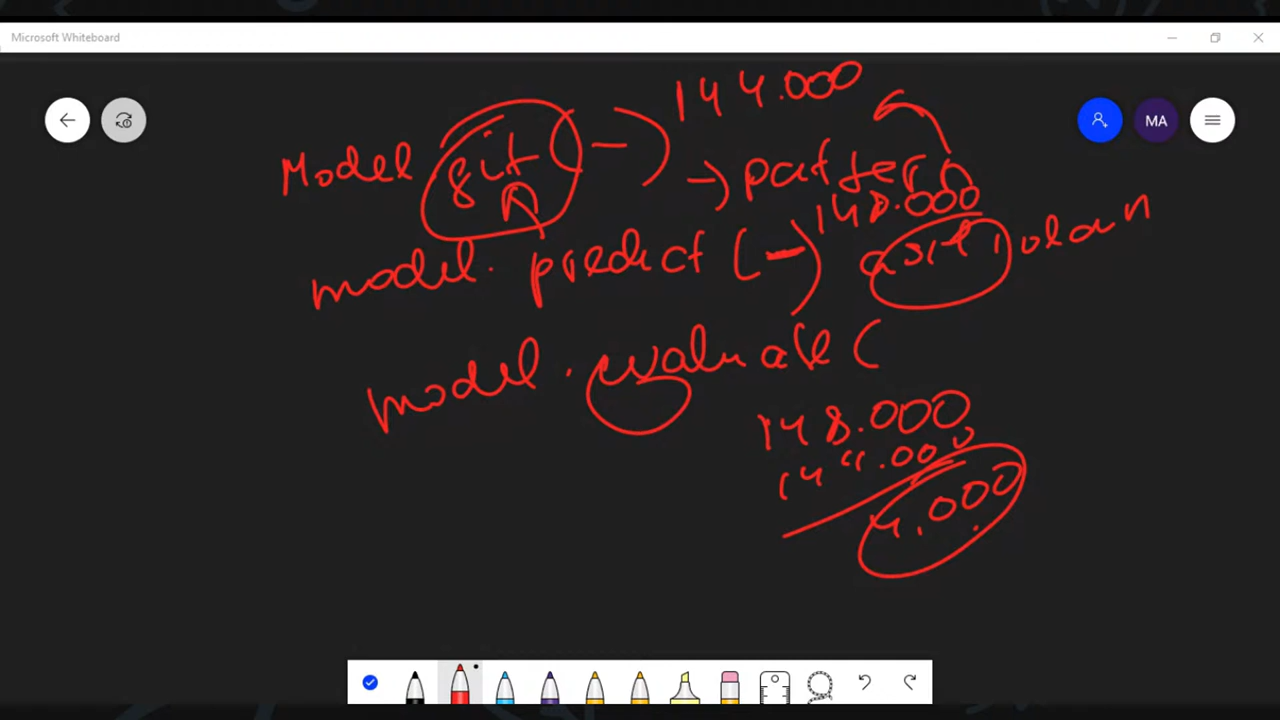 Microsoft Whiteboard
MA
144.000
Model fit ( - )
-> pattern
148.000
model. predict ( - ) asıl olan
model. evaluate (
148.000
144.000
4.000